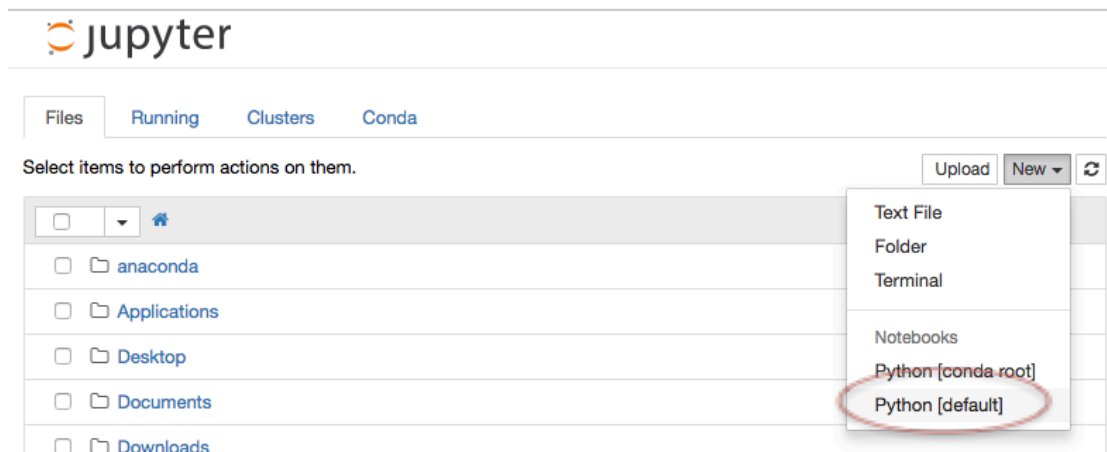 jupyter
Files Running Clusters Conda
Select items to perform actions on them.
Upload New
Text File
Folder
Terminal
Notebooks
Python [conda root]
Python [default]
anaconda
Applications
Desktop
Documents
Downloads